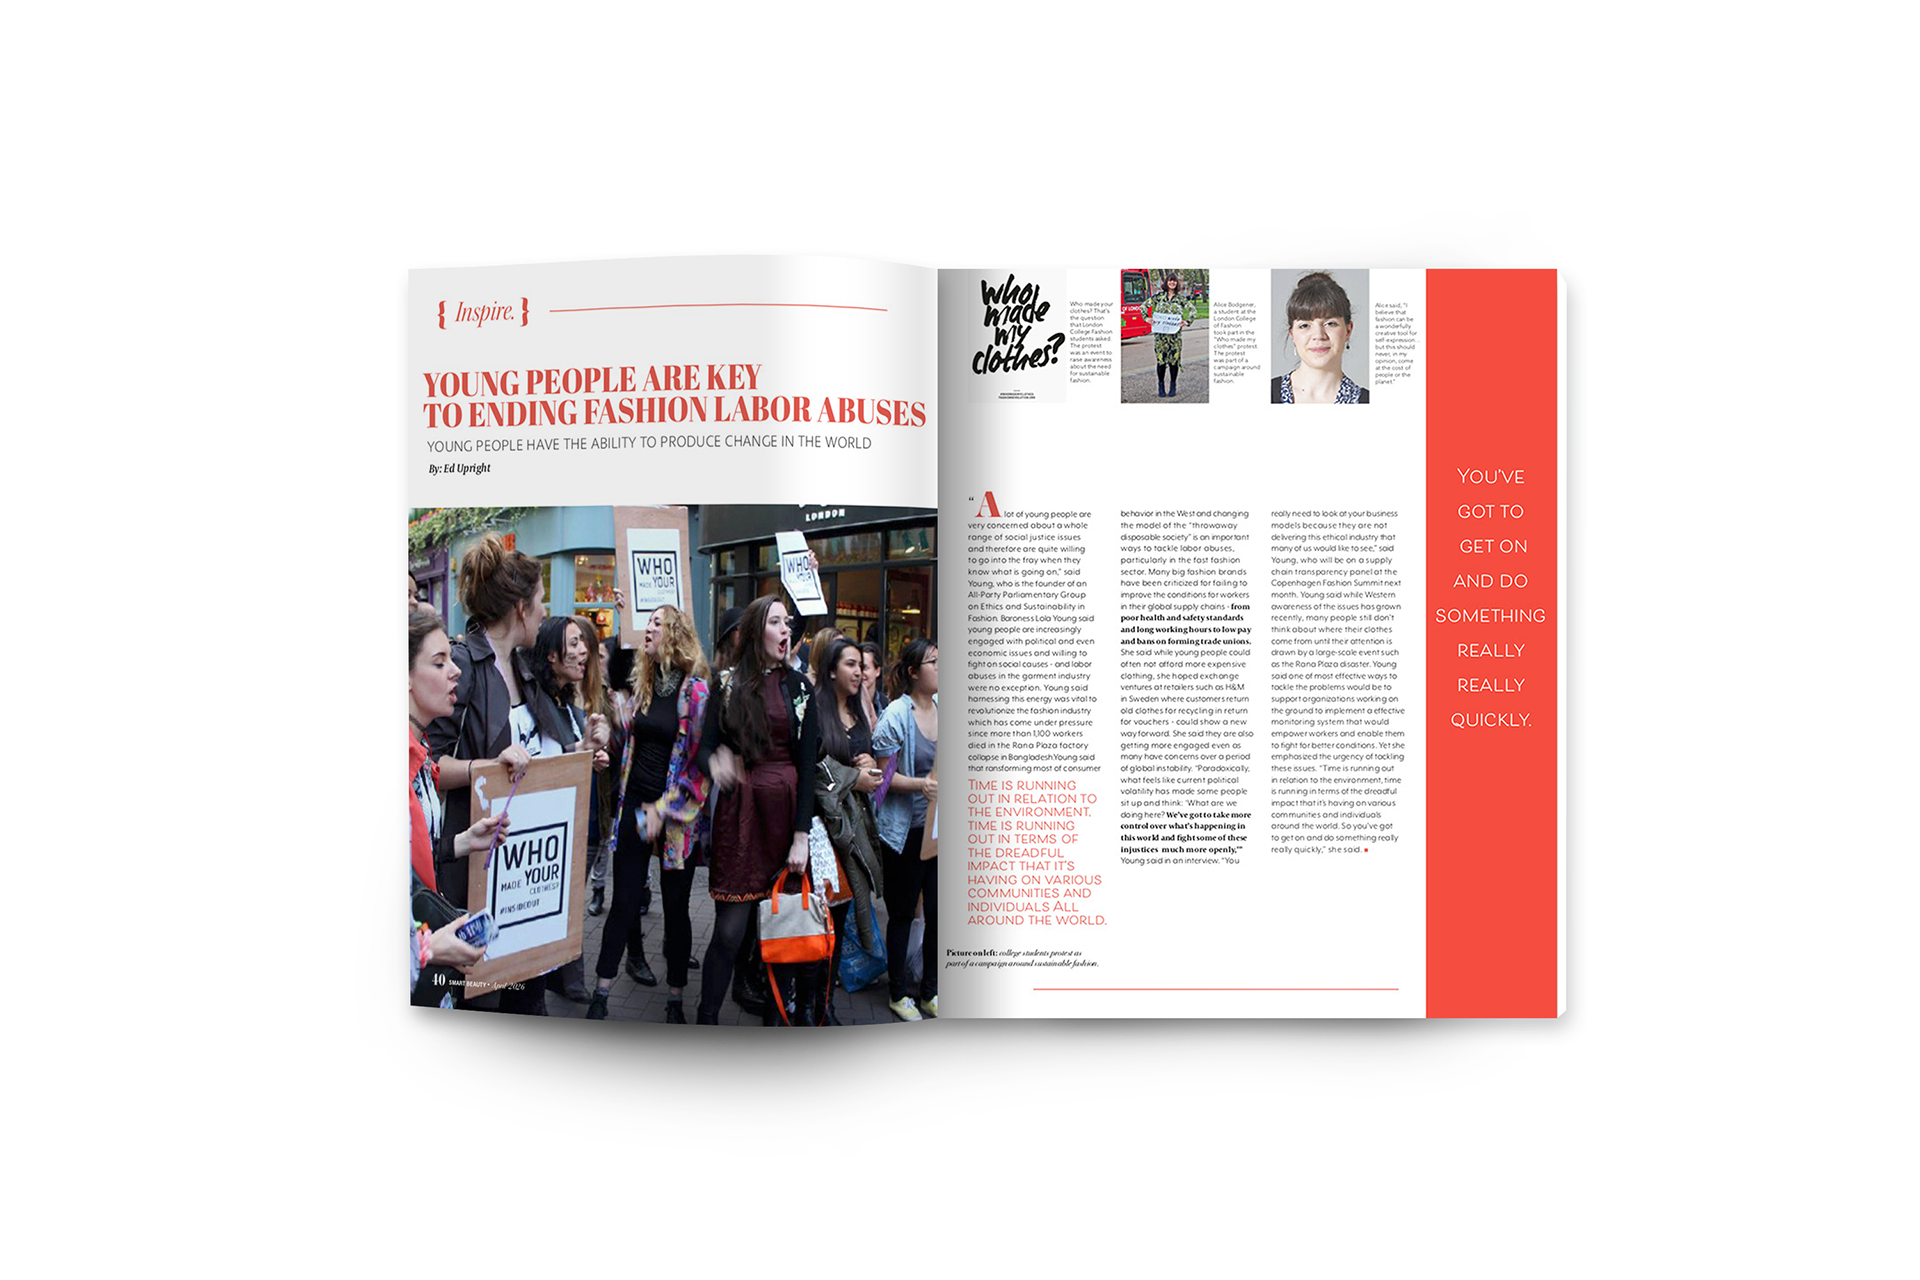 { Inspire. }
YOUNG PEOPLE ARE KEY
TO ENDING FASHION LABOR ABUSES
YOUNG PEOPLE HAVE THE ABILITY TO PRODUCE CHANGE IN THE WORLD
By: Ed Upright
LONDON
WHO
MADE YOUR
CLOTHES?
#INSIDEOUT
WHO
YOUR
WHO
MADE YOUR
CLOTHES?
#INSIDEOUT
40 SMART BEAUTY • April 2026
who
made
my
clothes?
Who made your
clothes? That's
the question
that London
College Fashion
students asked.
The protest
was an event to
raise awareness
about the need
for sustainable
fashion.
Alice Bodgener,
a student at the
London College
of Fashion
took part in the
"Who made my
clothes" protest.
The protest
was part of a
campaign around
sustainable
fashion.
Alice said, "I
believe that
fashion can be
a wonderfully
creative tool for
self-expression...
but this should
never, in my
opinion, come
at the cost of
people or the
planet."
“A lot of young people are
very concerned about a whole
range of social justice issues
and therefore are quite willing
to go into the fray when they
know what is going on,” said
Young, who is the founder of an
All-Party Parliamentary Group
on Ethics and Sustainability in
Fashion. Baroness Lola Young said
young people are increasingly
engaged with political and even
economic issues and willing to
fight on social causes - and labor
abuses in the garment industry
were no exception. Young said
harnessing this energy was vital to
revolutionize the fashion industry
which has come under pressure
since more than 1,100 workers
died in the Rana Plaza factory
collapse in Bangladesh.Young said
that ransforming most of consumer
Time is running
out in relation to
the environment,
time is running
out in terms of
the dreadful
impact that it's
having on various
communities and
individuals All
around the world.
Picture on left: college students protest as
part of a campaign around sustainable fashion.
behavior in the West and changing
the model of the “throwaway
disposable society” is an important
ways to tackle labor abuses,
particularly in the fast fashion
sector. Many big fashion brands
have been criticized for failing to
improve the conditions for workers
in their global supply chains - from
poor health and safety standards
and long working hours to low pay
and bans on forming trade unions.
She said while young people could
often not afford more expensive
clothing, she hoped exchange
ventures at retailers such as H&M
in Sweden where customers return
old clothes for recycling in return
for vouchers - could show a new
way forward. She said they are also
getting more engaged even as
many have concerns over a period
of global instability. “Paradoxically,
what feels like current political
volatility has made some people
sit up and think: ‘What are we
doing here? We've got to take more
control over what's happening in
this world and fight some of these
injustices much more openly,’”
Young said in an interview. “You
really need to look at your business
models because they are not
delivering this ethical industry that
many of us would like to see,” said
Young, who will be on a supply
chain transparency panel at the
Copenhagen Fashion Summit next
month. Young said while Western
awareness of the issues has grown
recently, many people still don't
think about where their clothes
come from until their attention is
drawn by a large-scale event such
as the Rana Plaza disaster. Young
said one of most effective ways to
tackle the problems would be to
support organizations working on
the ground to implement a effective
monitoring system that would
empower workers and enable them
to fight for better conditions. Yet she
emphasized the urgency of tackling
these issues. “Time is running out
in relation to the environment, time
is running in terms of the dreadful
impact that it's having on various
communities and individuals
around the world. So you've got
to get on and do something really
really quickly,” she said.
You've
got to
get on
and do
something
really
really
quickly.